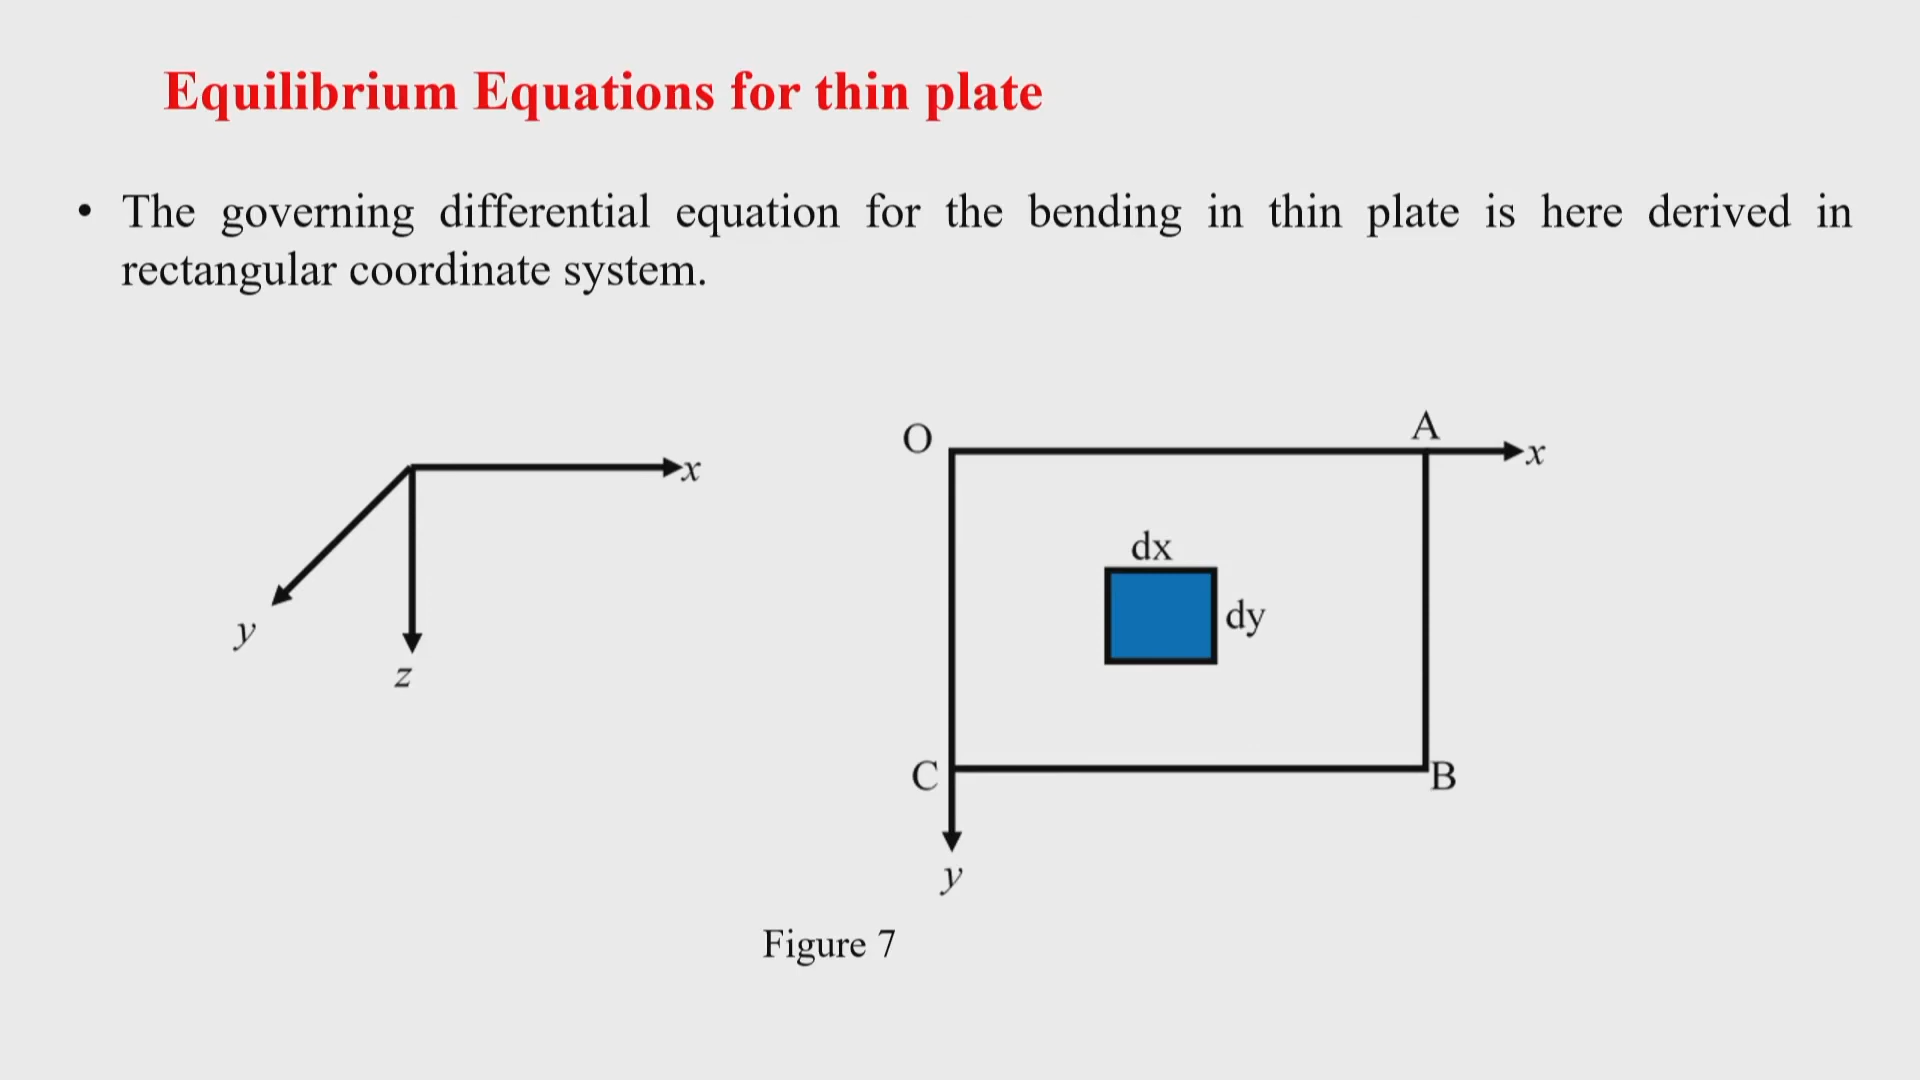 Equilibrium Equations for thin plate
• The governing differential equation for the bending in thin plate is here derived in
rectangular coordinate system.
x
y
z
O
A
x
dx
dy
C
B
y
Figure 7